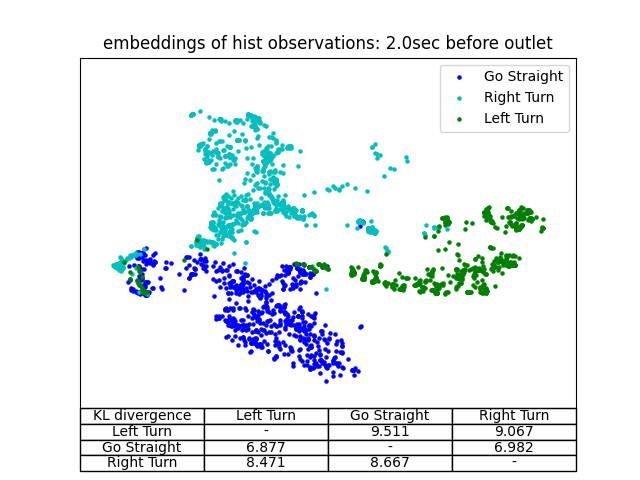 embeddings of hist observations: 2.0sec before outlet
Go Straight
Right Turn
Left Turn
KL divergence Left Turn Go Straight Right Turn
Left Turn - 9.511 9.067
Go Straight 6.877 - 6.982
Right Turn 8.471 8.667 -